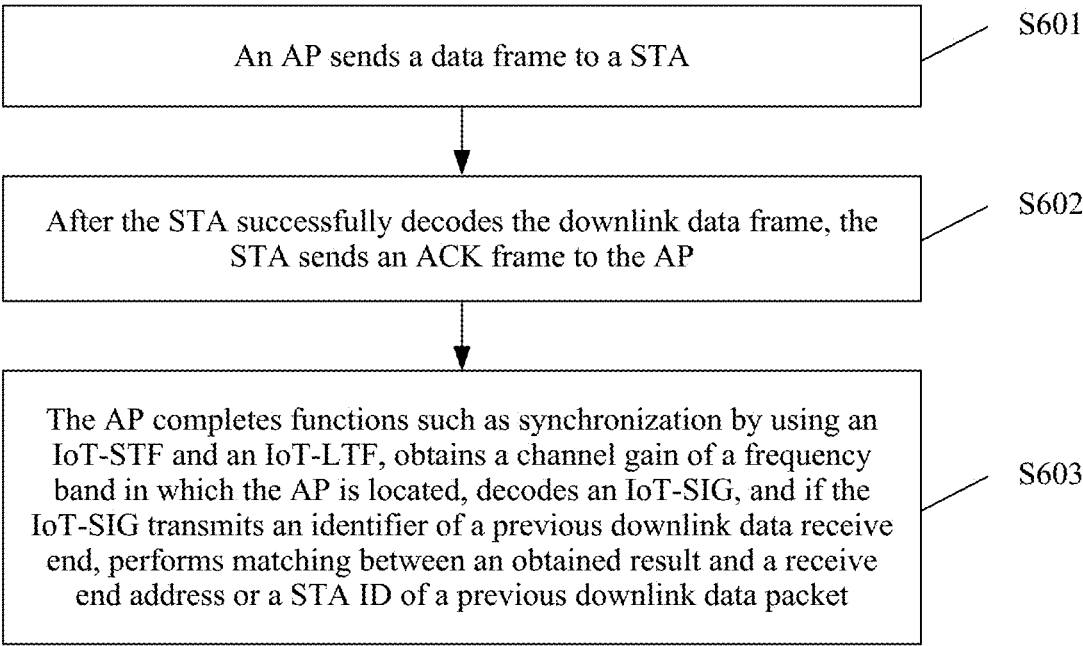 An AP sends a data frame to a STA
S601
After the STA successfully decodes the downlink data frame, the
STA sends an ACK frame to the AP
S602
The AP completes functions such as synchronization by using an
IoT-STF and an IoT-LTF, obtains a channel gain of a frequency
band in which the AP is located, decodes an IoT-SIG, and if the
IoT-SIG transmits an identifier of a previous downlink data receive
end, performs matching between an obtained result and a receive
end address or a STA ID of a previous downlink data packet
S603